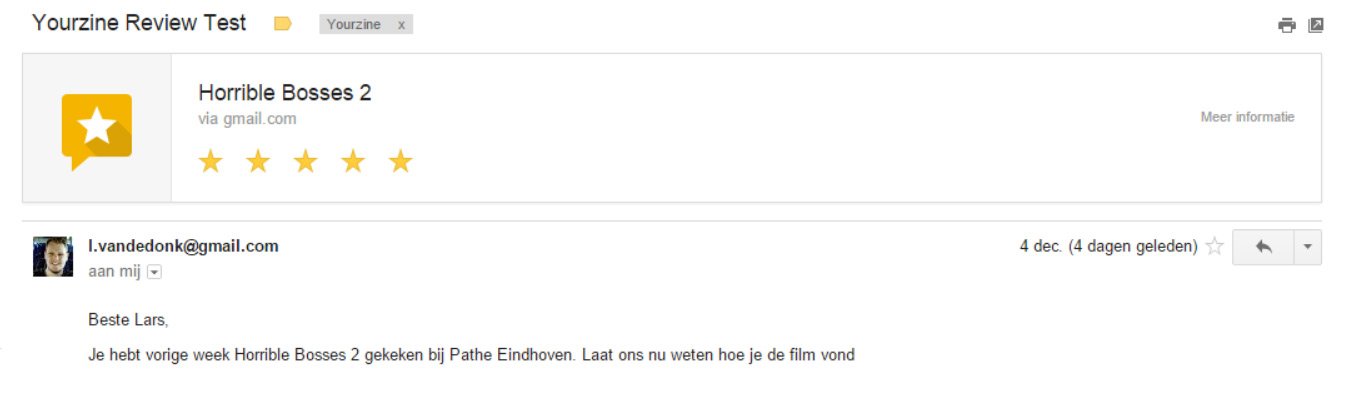 Yourzine Review Test
Yourzine x
Horrible Bosses 2
via gmail.com
Meer informatie
l.vandedonk@gmail.com
4 dec. (4 dagen geleden)
aan mij
Beste Lars,
Je hebt vorige week Horrible Bosses 2 gekeken bij Pathe Eindhoven. Laat ons nu weten hoe je de film vond